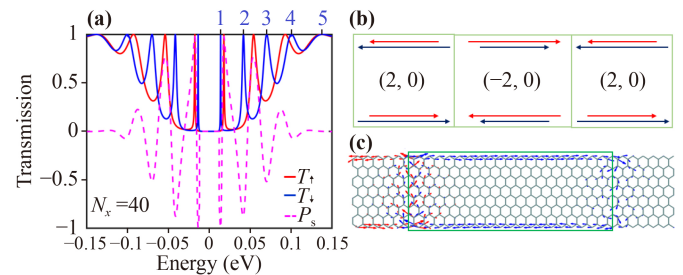 (a)
1 2 3 4 5
1
0.5
0
−0.5
−1
Transmission
T↑
T↓
Pₛ
Nₓ =40
−0.15 −0.1 −0.05 0 0.05 0.1 0.15
Energy (eV)
(b)
(2, 0) (−2, 0) (2, 0)
(c)